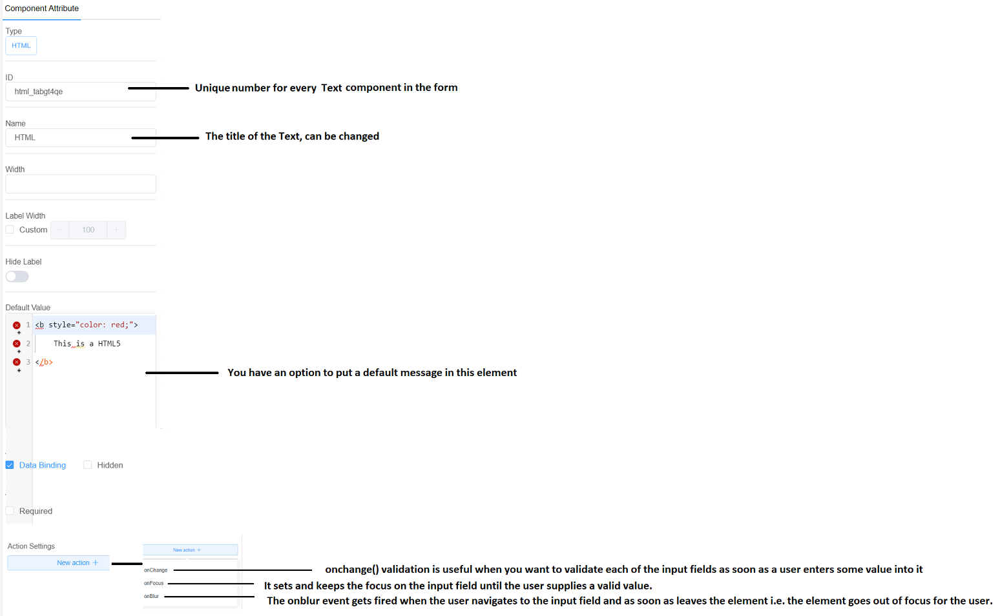 Component Attribute
Type
HTML
ID
html_tabgt4qe
Unique number for every Text component in the form
Name
HTML
The title of the Text, can be changed
Width
Label Width
Custom − 100 +
Hide Label
Default Value
1 <b style="color: red;">
2 This is a HTML5
3 </b>
You have an option to put a default message in this element
Data Binding Hidden
Required
Action Settings
New action +
New action +
onChange
onchange() validation is useful when you want to validate each of the input fields as soon as a user enters some value into it
onFocus
It sets and keeps the focus on the input field until the user supplies a valid value.
onBlur
The onblur event gets fired when the user navigates to the input field and as soon as leaves the element i.e. the element goes out of focus for the user.